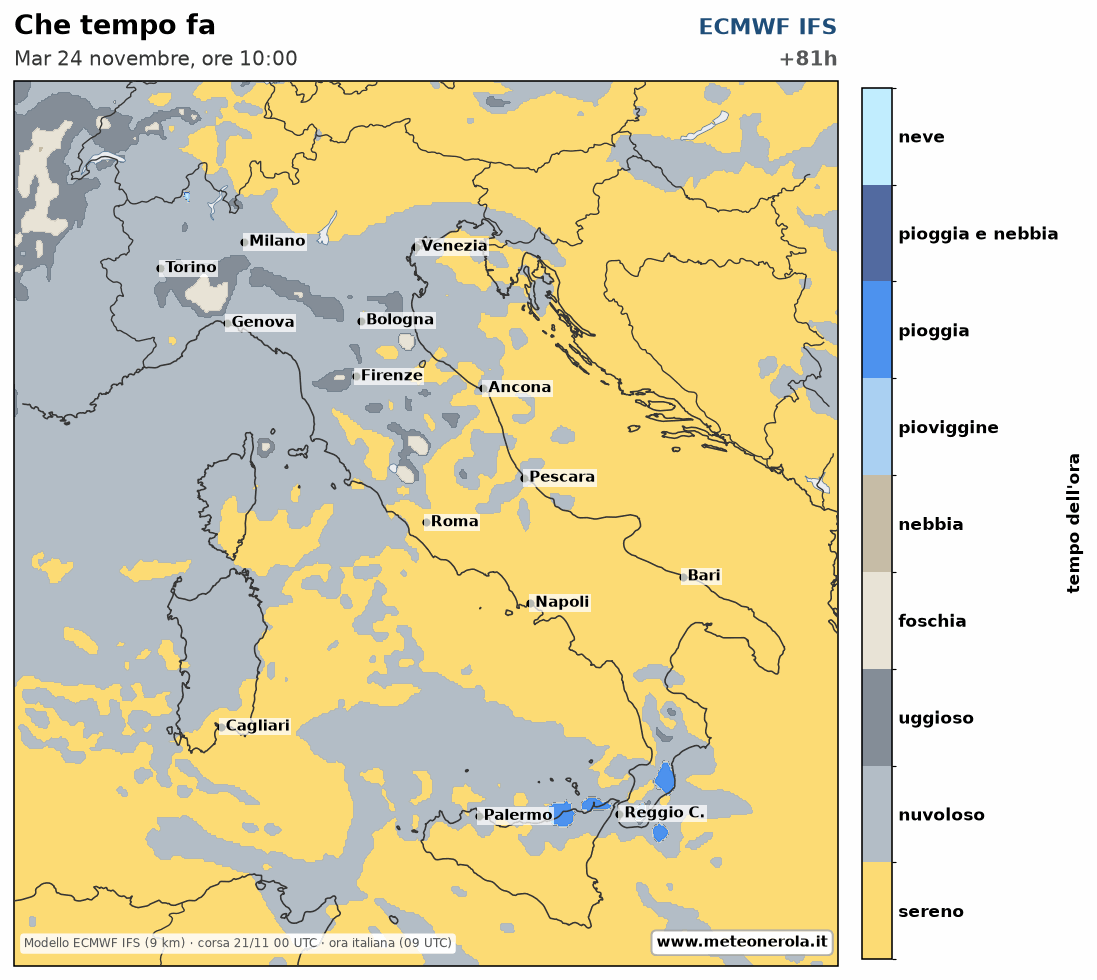 Che tempo fa
ECMWF IFS
Mar 24 novembre, ore 10:00
+81h
Milano
Venezia
Torino
Genova
Bologna
Firenze
Ancona
Pescara
Roma
Bari
Napoli
Cagliari
Palermo
Reggio C.
neve
pioggia e nebbia
pioggia
pioviggine
nebbia
foschia
uggioso
nuvoloso
sereno
tempo dell'ora
Modello ECMWF IFS (9 km) · corsa 21/11 00 UTC · ora italiana (09 UTC)
www.meteonerola.it